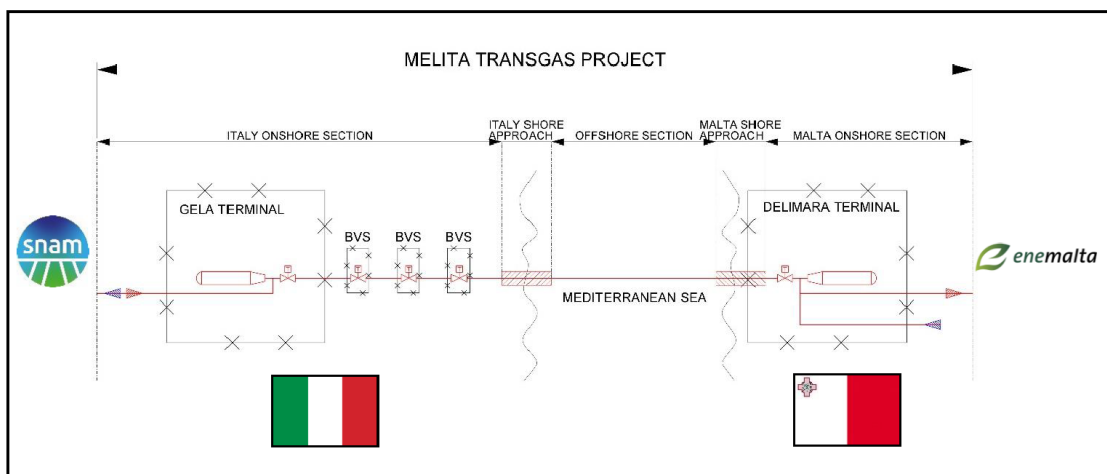 MELITA TRANSGAS PROJECT
ITALY ONSHORE SECTION
ITALY SHORE
APPROACH
OFFSHORE SECTION
MALTA SHORE
APPROACH
MALTA ONSHORE SECTION
GELA TERMINAL
DELIMARA TERMINAL
BVS
BVS
BVS
snam
enemalta
MEDITERRANEAN SEA